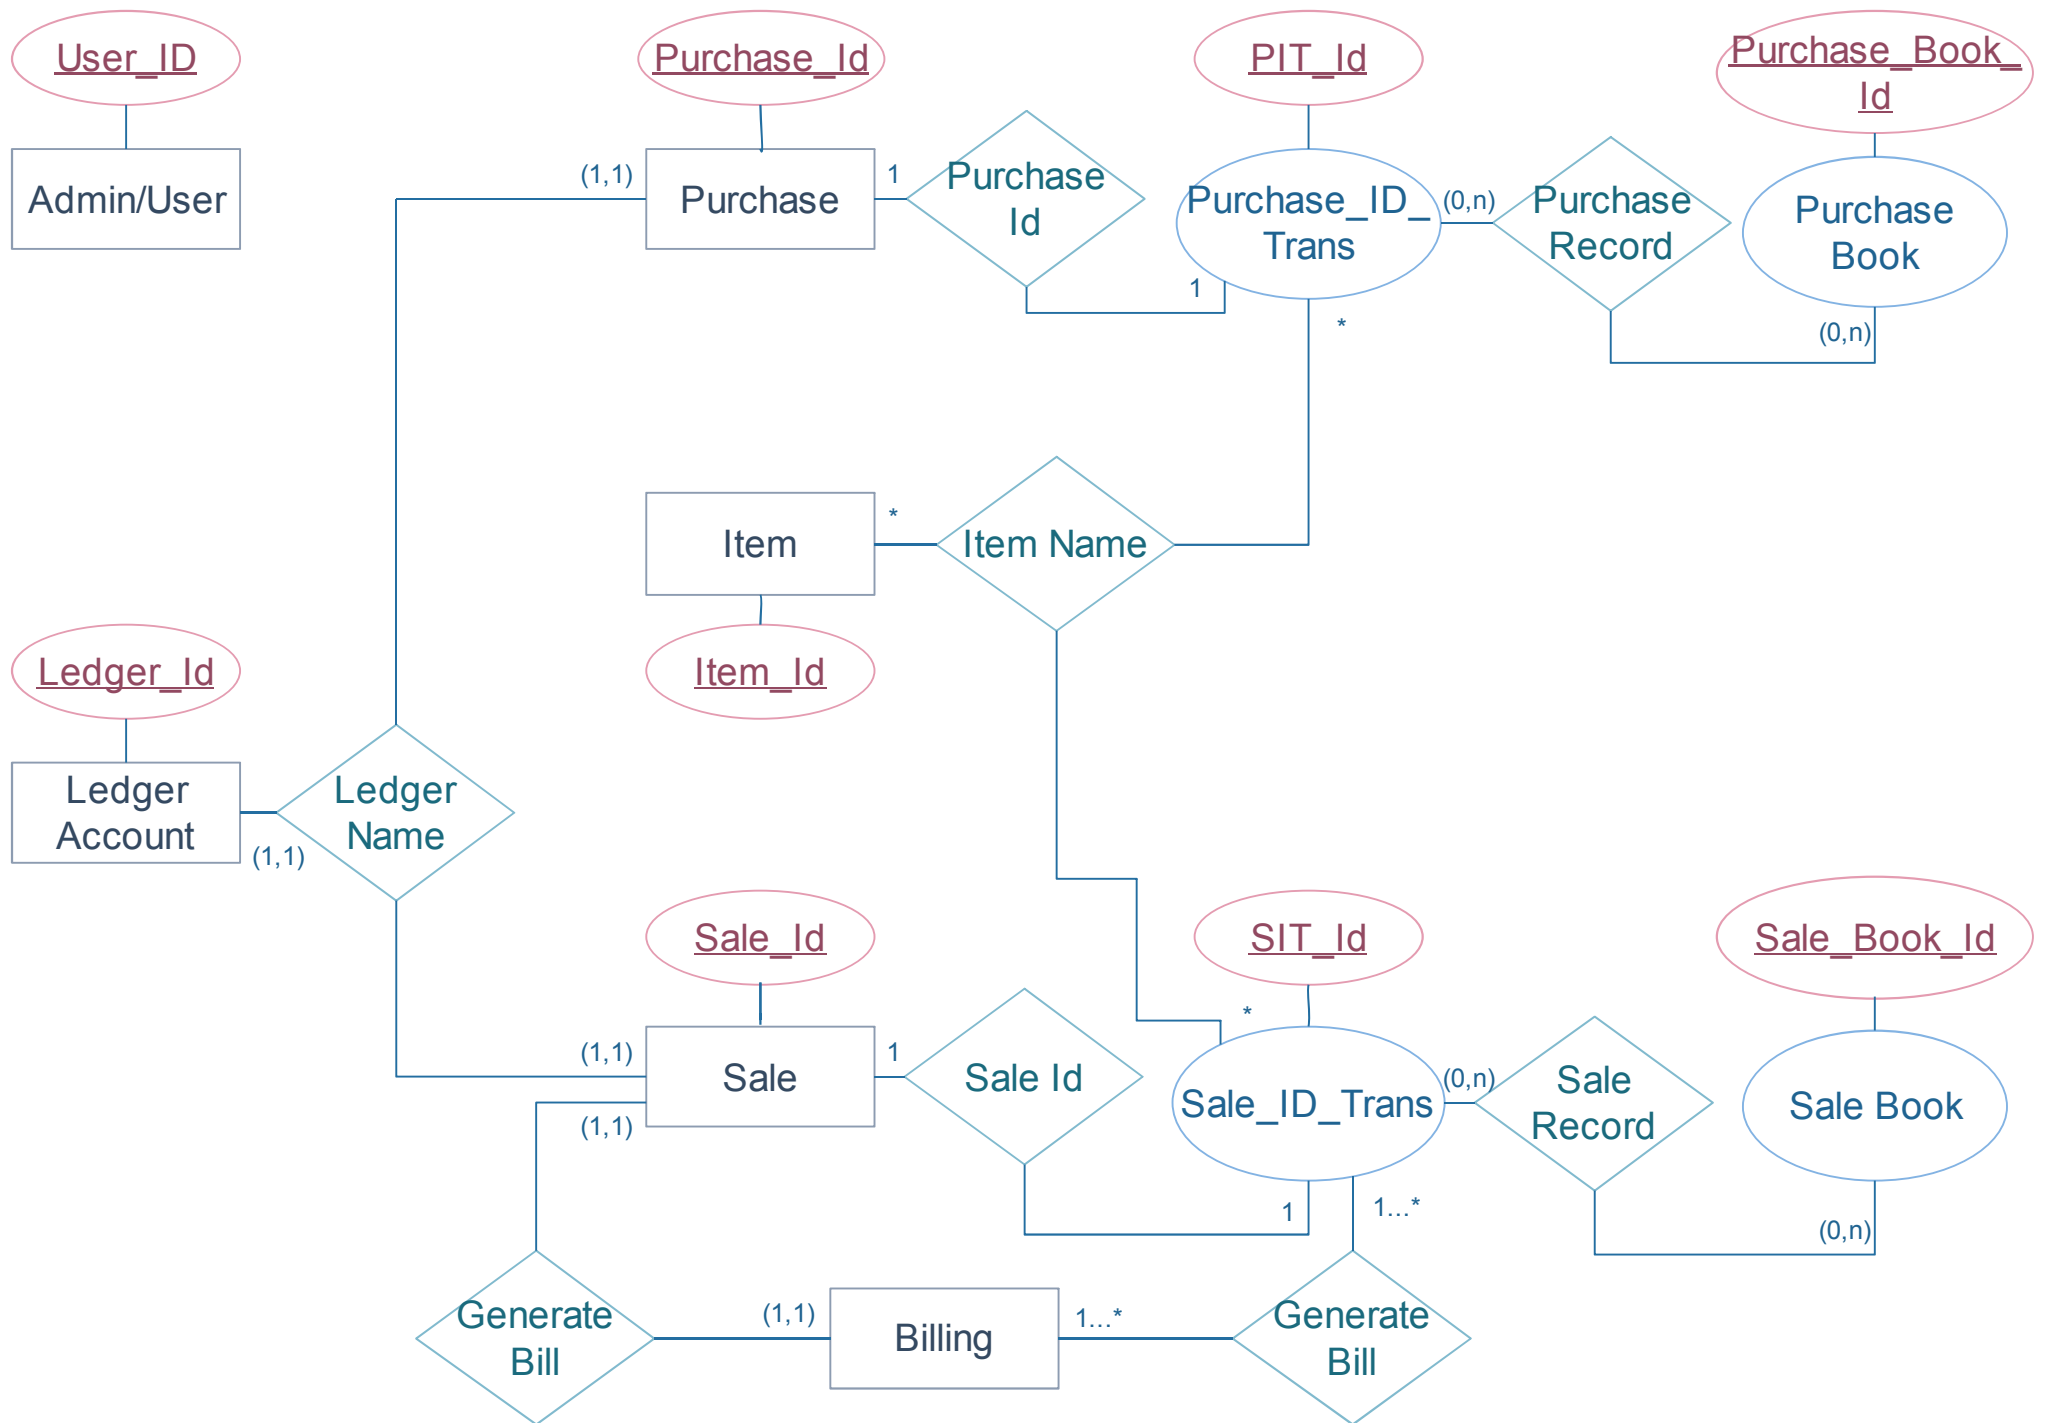 User_ID
Purchase_Id
PIT_Id
Purchase_Book_
Id
Admin/User
(1,1)
Purchase
1
Purchase
Id
1
Purchase_ID_
Trans
(0,n)
Purchase
Record
Purchase
Book
(0,n)
*
Item
*
Item Name
Item_Id
Ledger_Id
Ledger
Account
(1,1)
Ledger
Name
Sale_Id
SIT_Id
Sale_Book_Id
(1,1)
(1,1)
Sale
1
Sale Id
1
*
Sale_ID_Trans
(0,n)
Sale
Record
Sale Book
(0,n)
1...*
Generate
Bill
(1,1)
Billing
1...*
Generate
Bill